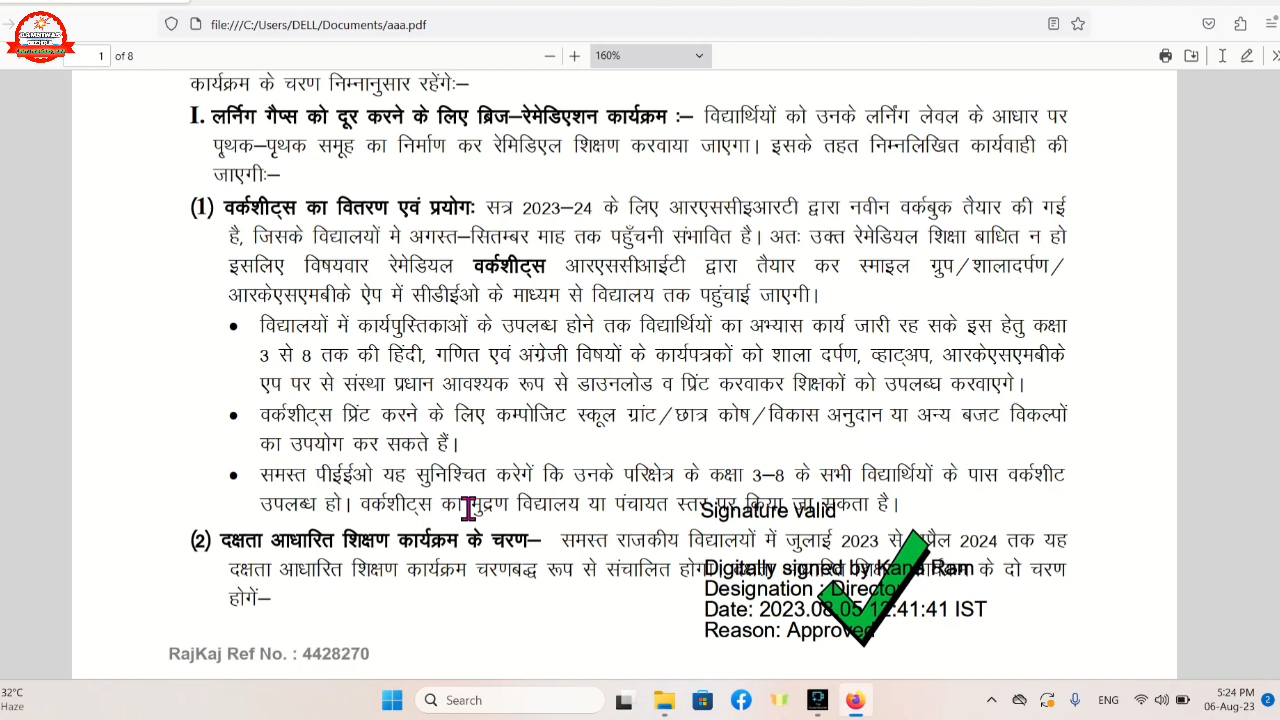 file:///C:/Users/DELL/Documents/aaa.pdf
1 of 8
160%
कार्यक्रम के चरण निम्नानुसार रहेंगेः–
I. लर्निग गैप्स को दूर करने के लिए ब्रिज–रेमेडिएशन कार्यक्रम :– विद्यार्थियों को उनके लर्निंग लेवल के आधार पर
पृथक–पृथक समूह का निर्माण कर रेमिडिएल शिक्षण करवाया जाएगा। इसके तहत निम्नलिखित कार्यवाही की
जाएगीः–
(1) वर्कशीट्स का वितरण एवं प्रयोगः सत्र 2023–24 के लिए आरएससीइआरटी द्वारा नवीन वर्कबुक तैयार की गई
है, जिसके विद्यालयों मे अगस्त–सितम्बर माह तक पहुँचनी संभावित है। अतः उक्त रेमेडियल शिक्षा बाधित न हो
इसलिए विषयवार रेमेडियल वर्कशीट्स आरएससीआईटी द्वारा तैयार कर स्माइल ग्रुप/शालादर्पण/
आरकेएसएमबीके ऐप में सीडीईओ के माध्यम से विद्यालय तक पहुंचाई जाएगी।
• विद्यालयों में कार्यपुस्तिकाओं के उपलब्ध होने तक विद्यार्थियों का अभ्यास कार्य जारी रह सके इस हेतु कक्षा
3 से 8 तक की हिंदी, गणित एवं अंग्रेजी विषयों के कार्यपत्रकों को शाला दर्पण, व्हाट्अप, आरकेएसएमबीके
एप पर से संस्था प्रधान आवश्यक रूप से डाउनलोड व प्रिंट करवाकर शिक्षकों को उपलब्ध करवाएगे।
• वर्कशीट्स प्रिंट करने के लिए कम्पोजिट स्कूल ग्रांट/छात्र कोष/विकास अनुदान या अन्य बजट विकल्पों
का उपयोग कर सकते हैं।
• समस्त पीईईओ यह सुनिश्चित करेगें कि उनके परिक्षेत्र के कक्षा 3–8 के सभी विद्यार्थियों के पास वर्कशीट
उपलब्ध हो। वर्कशीट्स का मुद्रण विद्यालय या पंचायत स्तर पर किया जा सकता है।
Signature valid
(2) दक्षता आधारित शिक्षण कार्यक्रम के चरण– समस्त राजकीय विद्यालयों में जुलाई 2023 से अप्रैल 2024 तक यह
दक्षता आधारित शिक्षण कार्यक्रम चरणबद्ध रूप से संचालित होगा। के दो चरण
होगें–
Digitally signed by Kana Ram
Designation : Director
Date: 2023.08.05 12:41:41 IST
Reason: Approved
RajKaj Ref No. : 4428270
32°C
Haze
Search
ENG
5:24 PM
06-Aug-23
2